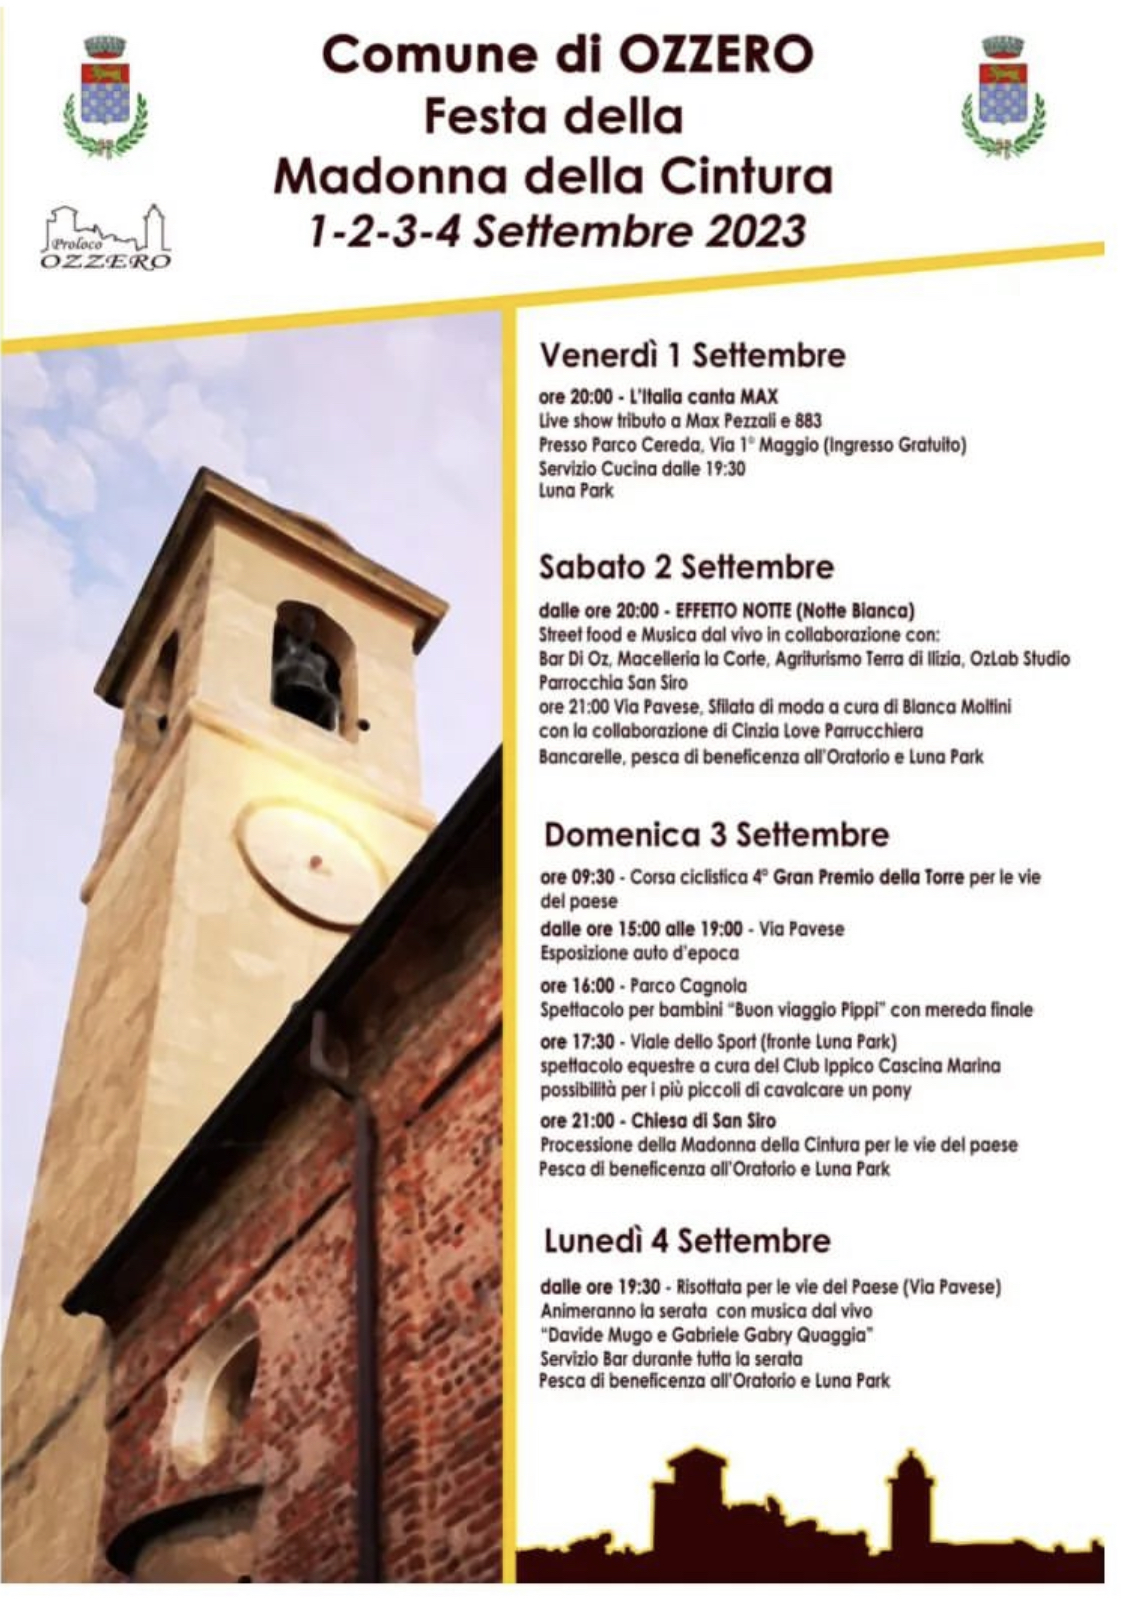 Comune di OZZERO
Festa della
Madonna della Cintura
1-2-3-4 Settembre 2023
Proloco
OZZERO
Venerdì 1 Settembre
ore 20:00 - L'Italia canta MAX
Live show tributo a Max Pezzali e 883
Presso Parco Cereda, Via 1° Maggio (Ingresso Gratuito)
Servizio Cucina dalle 19:30
Luna Park
Sabato 2 Settembre
dalle ore 20:00 - EFFETTO NOTTE (Notte Bianca)
Street food e Musica dal vivo in collaborazione con:
Bar Di Oz, Macelleria la Corte, Agriturismo Terra di Ilizia, OzLab Studio
Parrocchia San Siro
ore 21:00 Via Pavese, Sfilata di moda a cura di Bianca Moltini
con la collaborazione di Cinzia Love Parrucchiera
Bancarelle, pesca di beneficenza all'Oratorio e Luna Park
Domenica 3 Settembre
ore 09:30 - Corsa ciclistica 4° Gran Premio della Torre per le vie
del paese
dalle ore 15:00 alle 19:00 - Via Pavese
Esposizione auto d'epoca
ore 16:00 - Parco Cagnola
Spettacolo per bambini "Buon viaggio Pippi" con mereda finale
ore 17:30 - Viale dello Sport (fronte Luna Park)
spettacolo equestre a cura del Club Ippico Cascina Marina
possibilità per i più piccoli di cavalcare un pony
ore 21:00 - Chiesa di San Siro
Processione della Madonna della Cintura per le vie del paese
Pesca di beneficenza all'Oratorio e Luna Park
Lunedì 4 Settembre
dalle ore 19:30 - Risottata per le vie del Paese (Via Pavese)
Animeranno la serata con musica dal vivo
"Davide Mugo e Gabriele Gabry Quaggia"
Servizio Bar durante tutta la serata
Pesca di beneficenza all'Oratorio e Luna Park